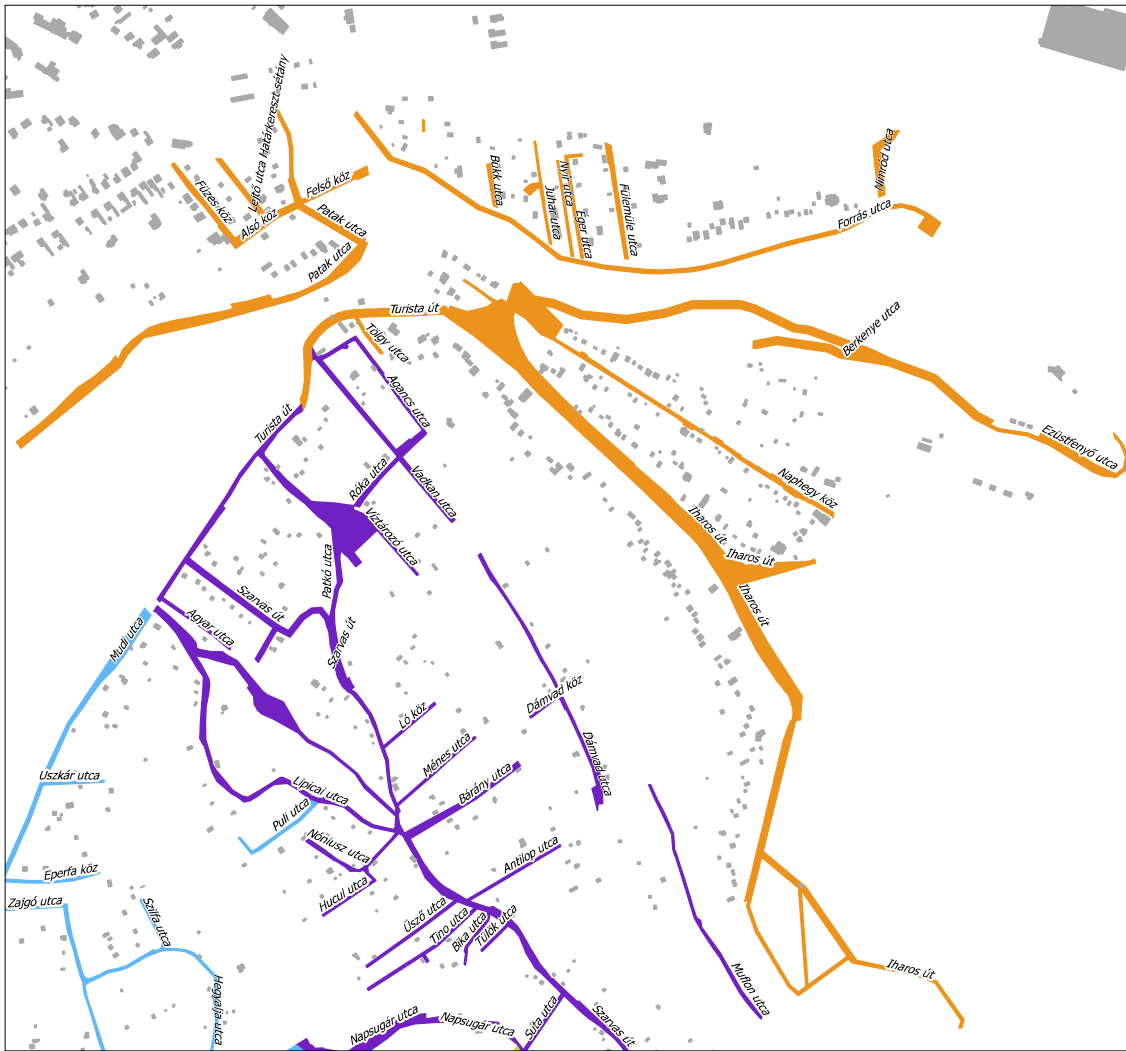 Határkereszt sétány
Lejtő utca
Füzes köz
Felső köz
Alsó köz
Patak utca
Patak utca
Bükk utca
Juhar utca
Nyír utca
Éger utca
Fülemüle utca
Nimród utca
Forrás utca
Turista út
Tölgy utca
Berkenye utca
Agancs utca
Turista út
Ezüstfenyő utca
Róka utca
Vadkan utca
Naphegy köz
Víztározó utca
Iharos út
Iharos út
Iharos út
Patkó utca
Szarvas út
Agyar utca
Mudi utca
Szarvas út
Dámvad köz
Ló köz
Ménes utca
Dámvad utca
Uszkár utca
Bárány utca
Lipicai utca
Puli utca
Nóniusz utca
Antilop utca
Eperfa köz
Hucul utca
Zajgó utca
Szilfa utca
Üsző utca
Tinó utca
Bika utca
Tülök utca
Iharos út
Muflon utca
Hegyalja utca
Napsugár utca
Napsugár utca
Suta utca
Szarvas út